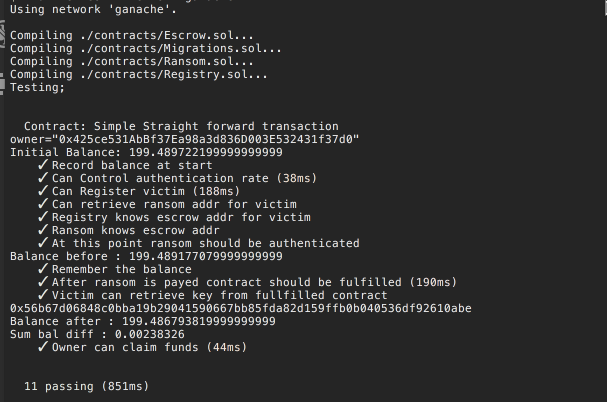 Using network 'ganache'.
Compiling ./contracts/Escrow.sol...
Compiling ./contracts/Migrations.sol...
Compiling ./contracts/Ransom.sol...
Compiling ./contracts/Registry.sol...
Testing;
Contract: Simple Straight forward transaction
owner="0x425ce531AbBf37Ea98a3d836D003E532431f37d0"
Initial Balance: 199.489722199999999999
✓ Record balance at start
✓ Can Control authentication rate (38ms)
✓ Can Register victim (188ms)
✓ Can retrieve ransom addr for victim
✓ Registry knows escrow addr for victim
✓ Ransom knows escrow addr
✓ At this point ransom should be authenticated
Balance before : 199.489177079999999999
✓ Remember the balance
✓ After ransom is payed contract should be fulfilled (190ms)
✓ Victim can retrieve key from fullfilled contract
0x56b67d06848c0bba19b29041590667bb85fda82d159ffb0b040536df92610abe
Balance after : 199.486793819999999999
Sum bal diff : 0.00238326
✓ Owner can claim funds (44ms)
11 passing (851ms)